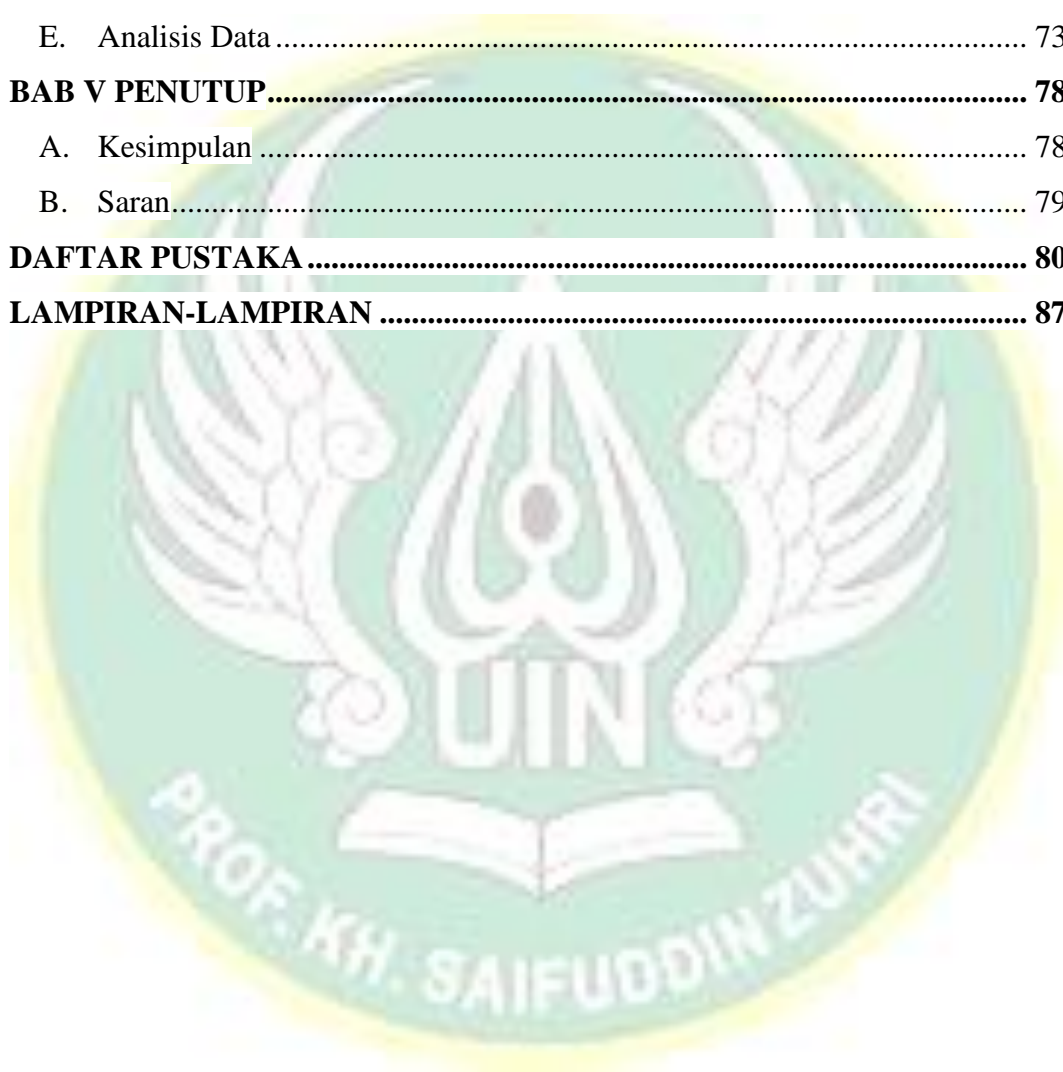 E. Analisis Data ........................................ 73
BAB V PENUTUP ........................................ 78
A. Kesimpulan ........................................ 78
B. Saran ........................................ 79
DAFTAR PUSTAKA ........................................ 80
LAMPIRAN-LAMPIRAN ........................................ 87
UIN
PROF. KH. SAIFUDDIN ZUHRI